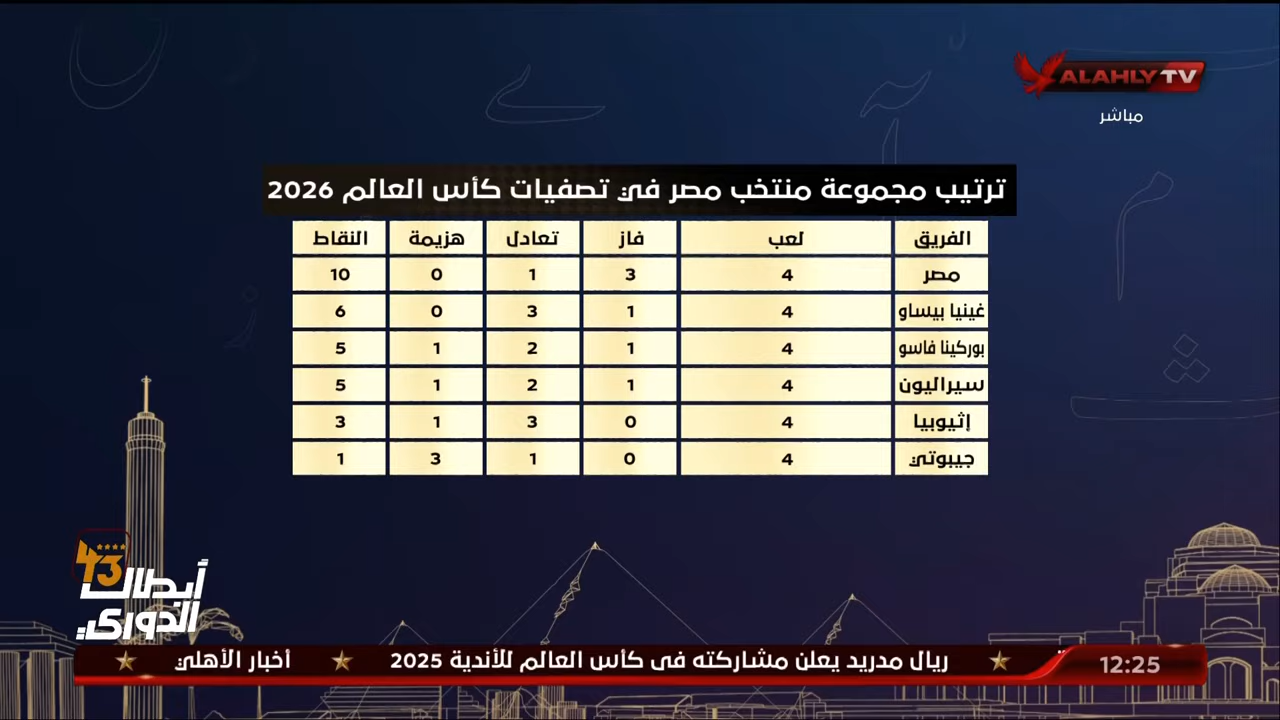 ALAHLY TV
مباشر
ترتيب مجموعة منتخب مصر في تصفيات كأس العالم 2026
الفريق لعب فاز تعادل هزيمة النقاط
مصر 4 3 1 0 10
غينيا بيساو 4 1 3 0 6
بوركينا فاسو 4 1 2 1 5
سيراليون 4 1 2 1 5
إثيوبيا 4 0 3 1 3
جيبوتي 4 0 1 3 1
43
أبطال
الدوري
12:25 ريال مدريد يعلن مشاركته فى كأس العالم للأندية 2025 أخبار الأهلي